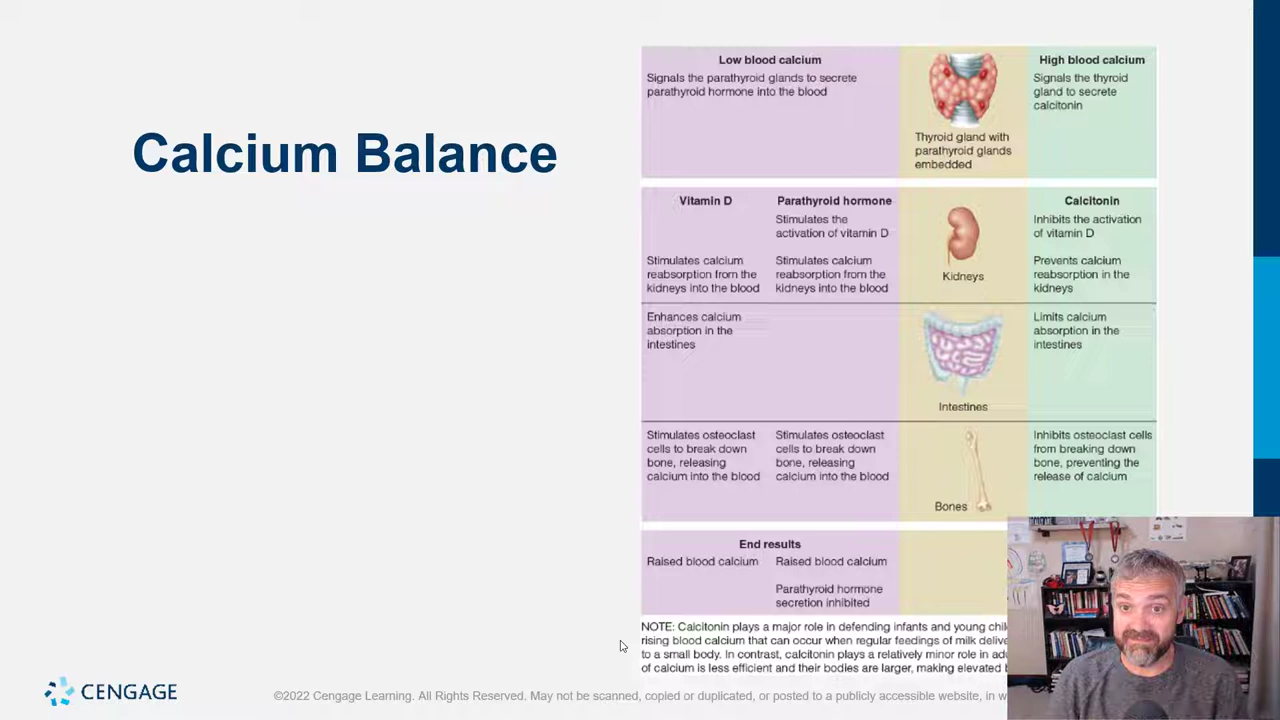 Calcium Balance
Low blood calcium
Signals the parathyroid glands to secrete
parathyroid hormone into the blood
Thyroid gland with
parathyroid glands
embedded
High blood calcium
Signals the thyroid
gland to secrete
calcitonin
Vitamin D
Parathyroid hormone
Calcitonin
Stimulates the
activation of vitamin D
Inhibits the activation
of vitamin D
Stimulates calcium
reabsorption from the
kidneys into the blood
Stimulates calcium
reabsorption from the
kidneys into the blood
Kidneys
Prevents calcium
reabsorption in the
kidneys
Enhances calcium
absorption in the
intestines
Intestines
Limits calcium
absorption in the
intestines
Stimulates osteoclast
cells to break down
bone, releasing
calcium into the blood
Stimulates osteoclast
cells to break down
bone, releasing
calcium into the blood
Bones
Inhibits osteoclast cells
from breaking down
bone, preventing the
release of calcium
End results
Raised blood calcium
Raised blood calcium
Parathyroid hormone
secretion inhibited
NOTE: Calcitonin plays a major role in defending infants and young
rising blood calcium that can occur when regular feedings of milk
to a small body. In contrast, calcitonin plays a relatively minor role in
of calcium is less efficient and their bodies are larger, making elevated
CENGAGE
©2022 Cengage Learning. All Rights Reserved. May not be scanned, copied or duplicated, or posted to a publicly accessible website, in